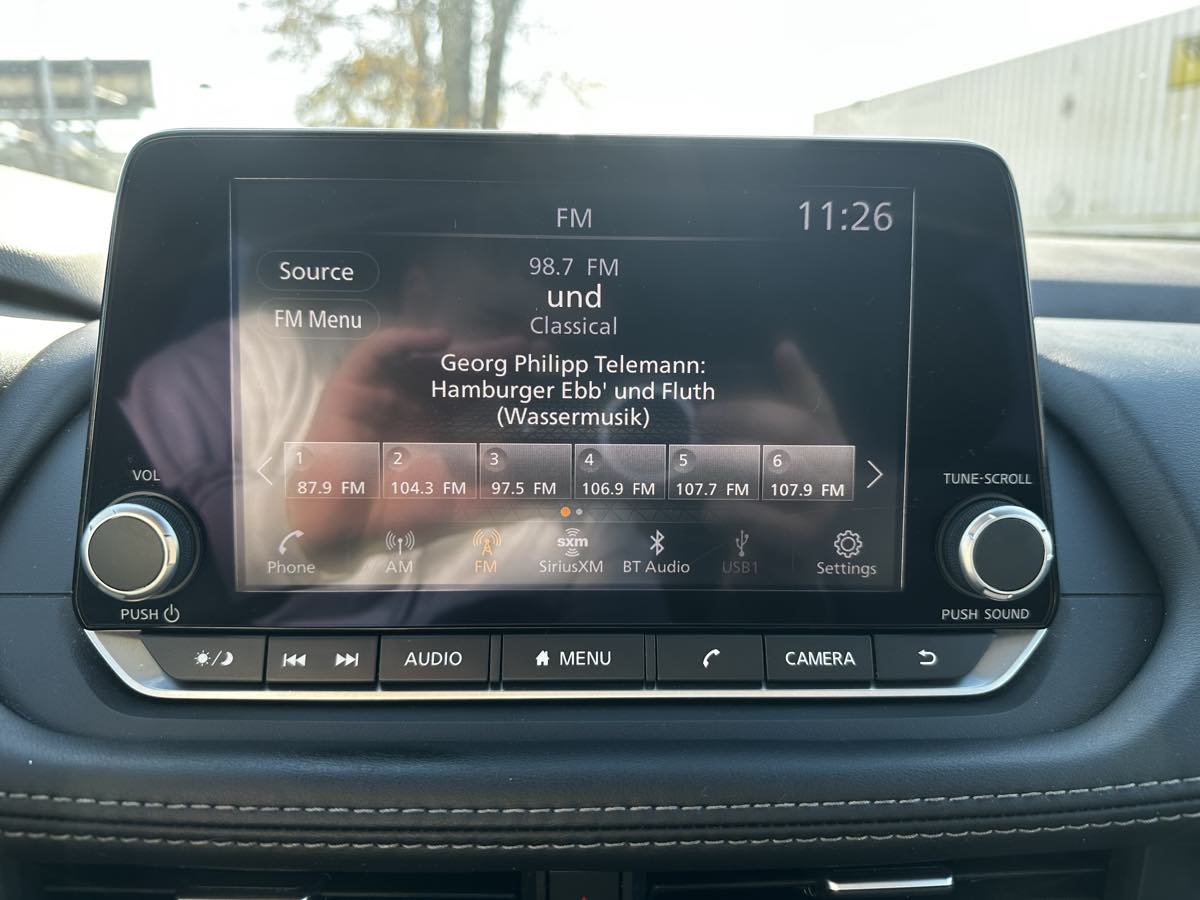 FM
11:26
Source
98.7 FM
und
FM Menu
Classical
Georg Philipp Telemann:
Hamburger Ebb' und Fluth
(Wassermusik)
1 2 3 4 5 6
87.9 FM 104.3 FM 97.5 FM 106.9 FM 107.7 FM 107.9 FM
VOL
TUNE·SCROLL
sxm
Phone AM FM SiriusXM BT Audio USB1 Settings
PUSH
PUSH SOUND
AUDIO MENU CAMERA